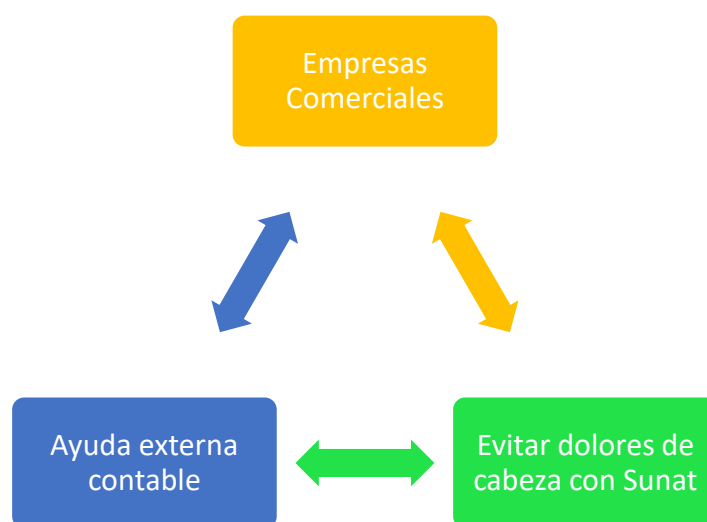 Empresas
Comerciales
Ayuda externa
contable
Evitar dolores de
cabeza con Sunat